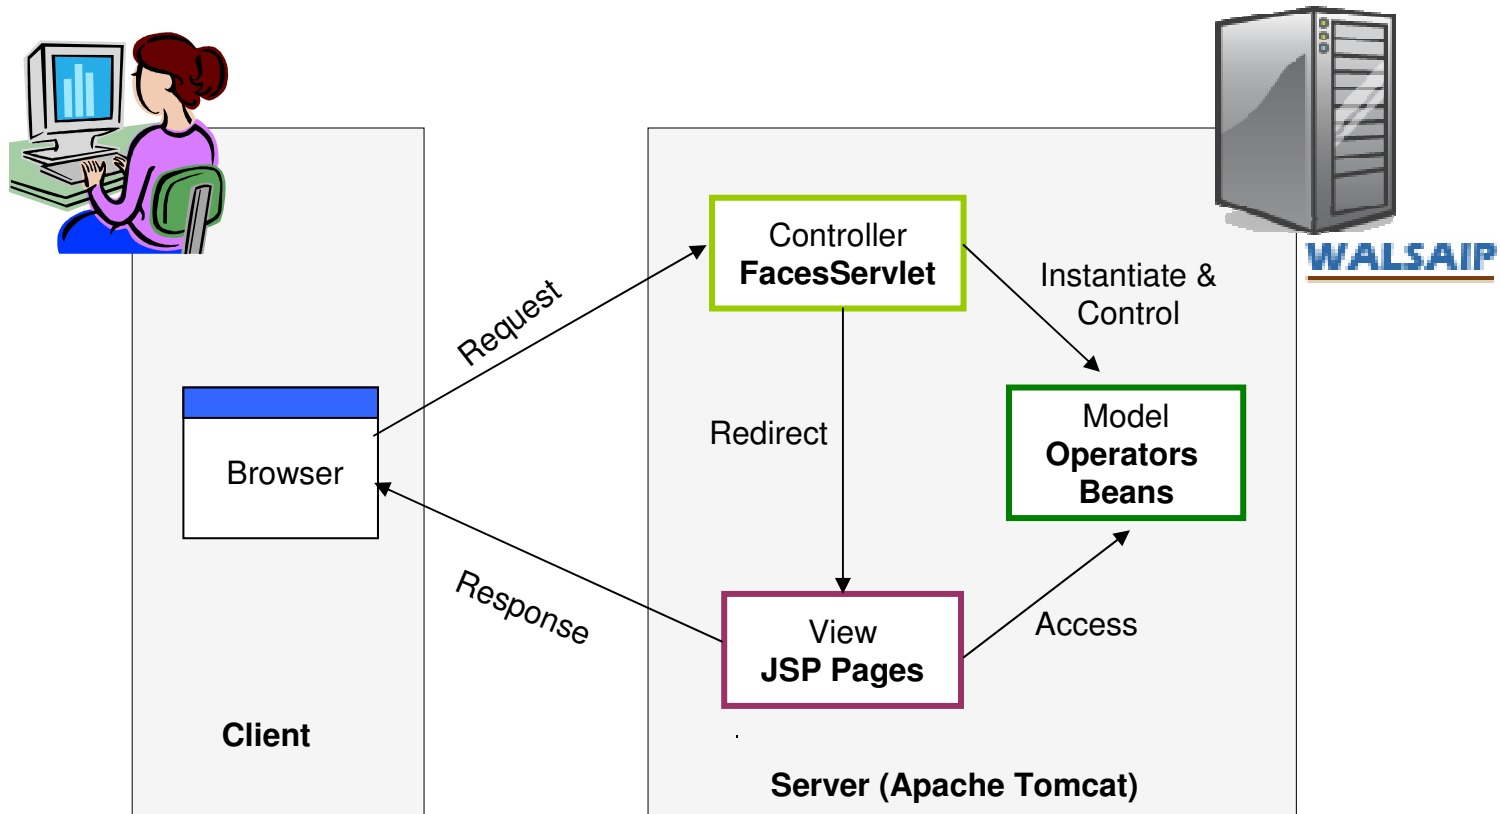 WALSAIP
Controller
FacesServlet
Instantiate &
Control
Request
Redirect
Model
Operators
Beans
Browser
Response
View
JSP Pages
Access
Client
Server (Apache Tomcat)